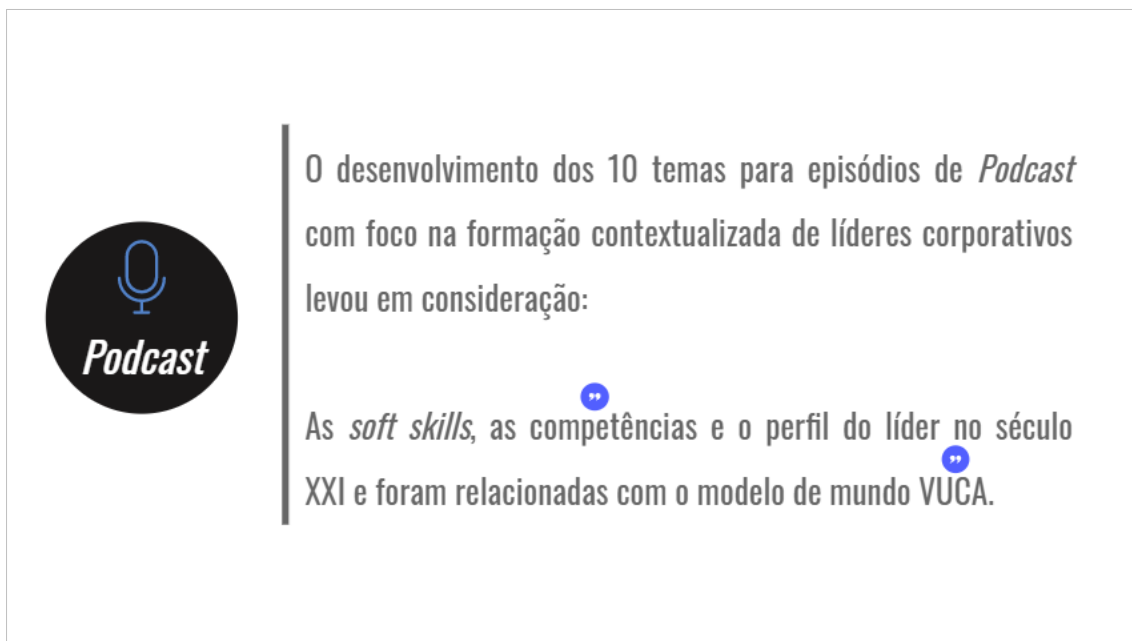 Podcast
O desenvolvimento dos 10 temas para episódios de Podcast
com foco na formação contextualizada de líderes corporativos
levou em consideração:
As soft skills, as competências e o perfil do líder no século
XXI e foram relacionadas com o modelo de mundo VUCA.